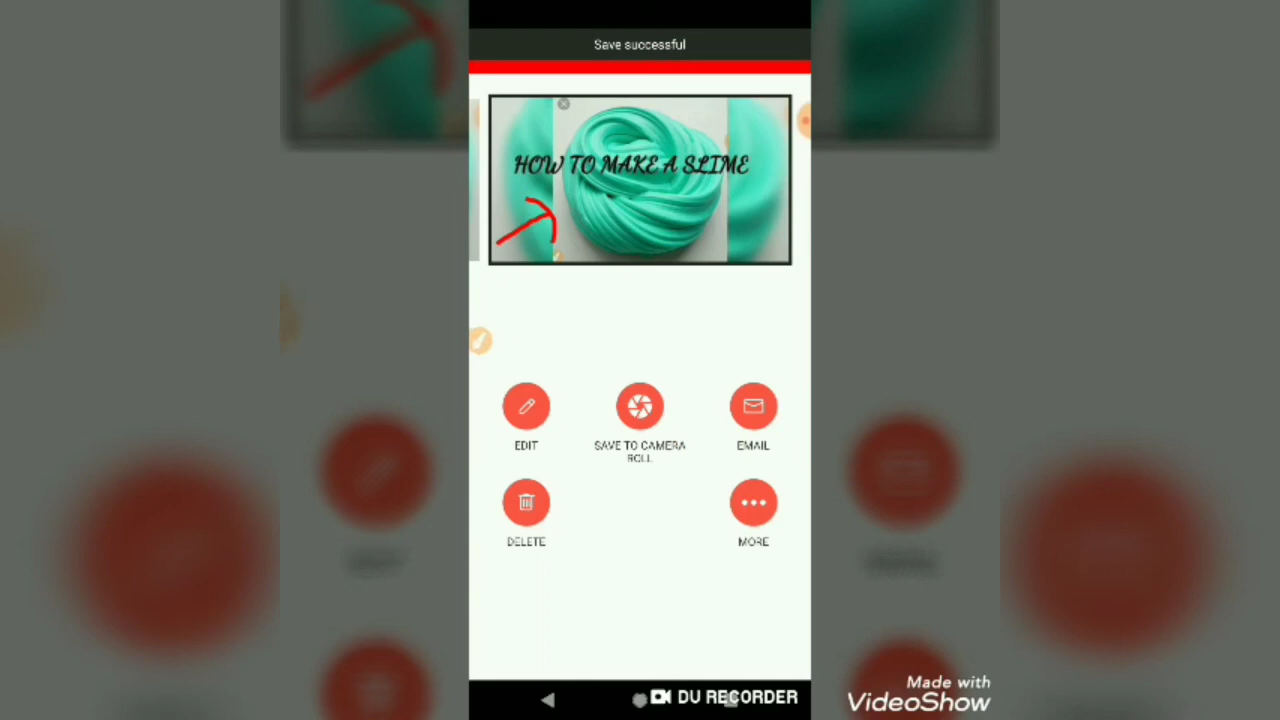 Save successful
HOW TO MAKE A SLIME
EDIT
SAVE TO CAMERA
ROLL
EMAIL
DELETE
MORE
DU RECORDER
Made with
VideoShow